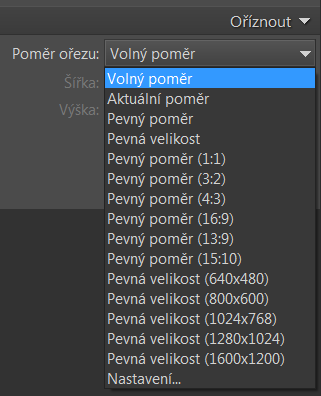 Oříznout
Poměr ořezu: Volný poměr
Šířka:
Výška:
Volný poměr
Aktuální poměr
Pevný poměr
Pevná velikost
Pevný poměr (1:1)
Pevný poměr (3:2)
Pevný poměr (4:3)
Pevný poměr (16:9)
Pevný poměr (13:9)
Pevný poměr (15:10)
Pevná velikost (640x480)
Pevná velikost (800x600)
Pevná velikost (1024x768)
Pevná velikost (1280x1024)
Pevná velikost (1600x1200)
Nastavení...